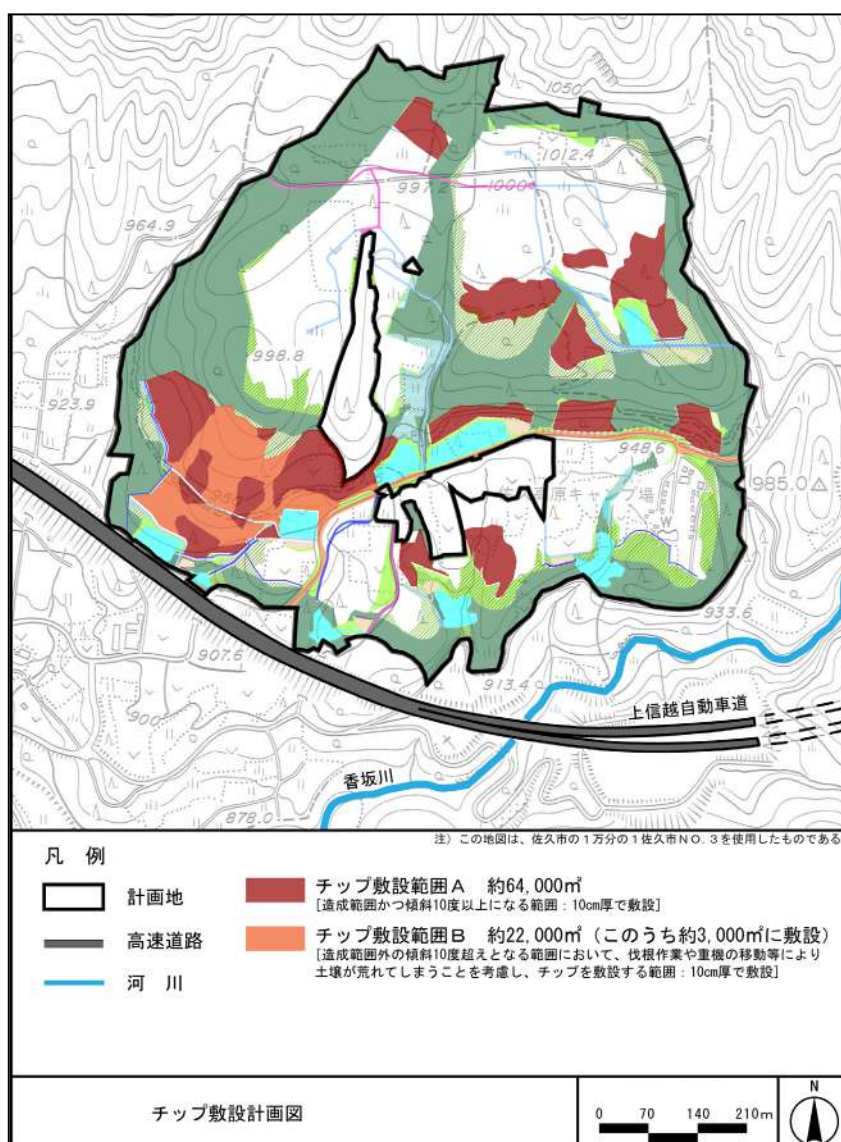 1050
1012.4
997.2
1000
964.9
998.8
923.9
948.6
原キャンプ場
985.0
W
952
933.6
907.6
913.4
上信越自動車道
900
香坂川
878.0
注）この地図は、佐久市の１万分の１佐久市ＮＯ．３を使用したものである
凡 例
計画地
高速道路
河 川
チップ敷設範囲Ａ 約64,000㎡
[造成範囲かつ傾斜10度以上になる範囲：10cm厚で敷設]
チップ敷設範囲Ｂ 約22,000㎡（このうち約3,000㎡に敷設）
[造成範囲外の傾斜10度超えとなる範囲において、伐根作業や重機の移動等により
土壌が荒れてしまうことを考慮し、チップを敷設する範囲：10cm厚で敷設]
チップ敷設計画図
0 70 140 210m
N